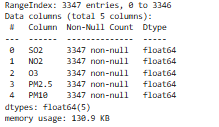 RangeIndex: 3347 entries, 0 to 3346
Data columns (total 5 columns):
 #   Column  Non-Null Count  Dtype
---  ------  --------------  -----
 0   SO2     3347 non-null   float64
 1   NO2     3347 non-null   float64
 2   O3      3347 non-null   float64
 3   PM2.5   3347 non-null   float64
 4   PM10    3347 non-null   float64
dtypes: float64(5)
memory usage: 130.9 KB